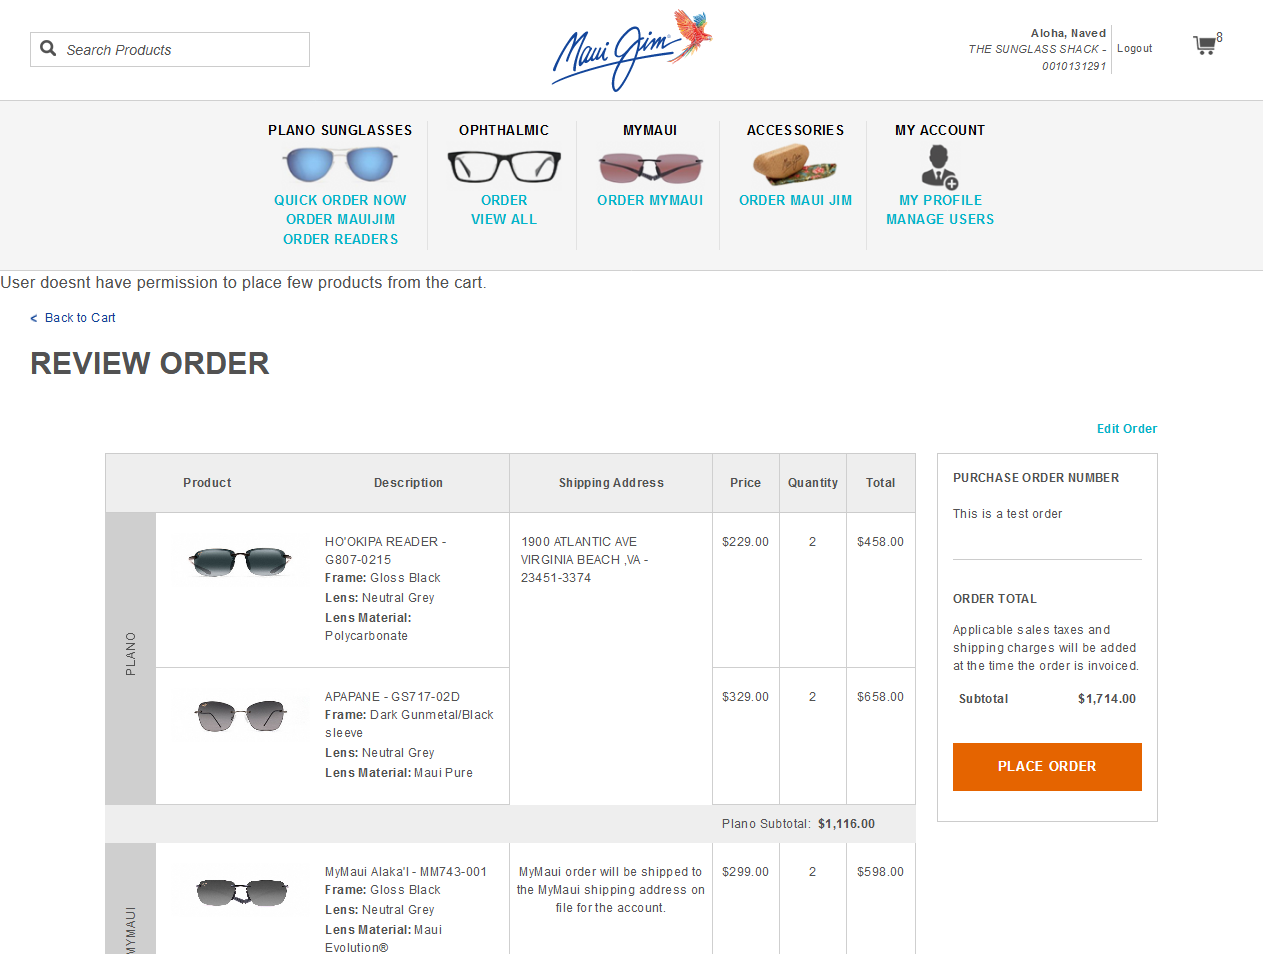 Search Products
Maui Jim
Aloha, Naved
THE SUNGLASS SHACK -
0010131291
Logout
8
PLANO SUNGLASSES
QUICK ORDER NOW
ORDER MAUIJIM
ORDER READERS
OPHTHALMIC
ORDER
VIEW ALL
MYMAUI
ORDER MYMAUI
ACCESSORIES
ORDER MAUI JIM
MY ACCOUNT
MY PROFILE
MANAGE USERS
User doesnt have permission to place few products from the cart.
< Back to Cart
REVIEW ORDER
Edit Order
Product Description Shipping Address Price Quantity Total
PLANO
HO'OKIPA READER -
G807-0215
Frame: Gloss Black
Lens: Neutral Grey
Lens Material:
Polycarbonate
1900 ATLANTIC AVE
VIRGINIA BEACH ,VA -
23451-3374
$229.00 2 $458.00
APAPANE - GS717-02D
Frame: Dark Gunmetal/Black
sleeve
Lens: Neutral Grey
Lens Material: Maui Pure
$329.00 2 $658.00
Plano Subtotal: $1,116.00
MYMAUI
MyMaui Alaka'I - MM743-001
Frame: Gloss Black
Lens: Neutral Grey
Lens Material: Maui
Evolution®
MyMaui order will be shipped to
the MyMaui shipping address on
file for the account.
$299.00 2 $598.00
PURCHASE ORDER NUMBER
This is a test order
ORDER TOTAL
Applicable sales taxes and
shipping charges will be added
at the time the order is invoiced.
Subtotal $1,714.00
PLACE ORDER